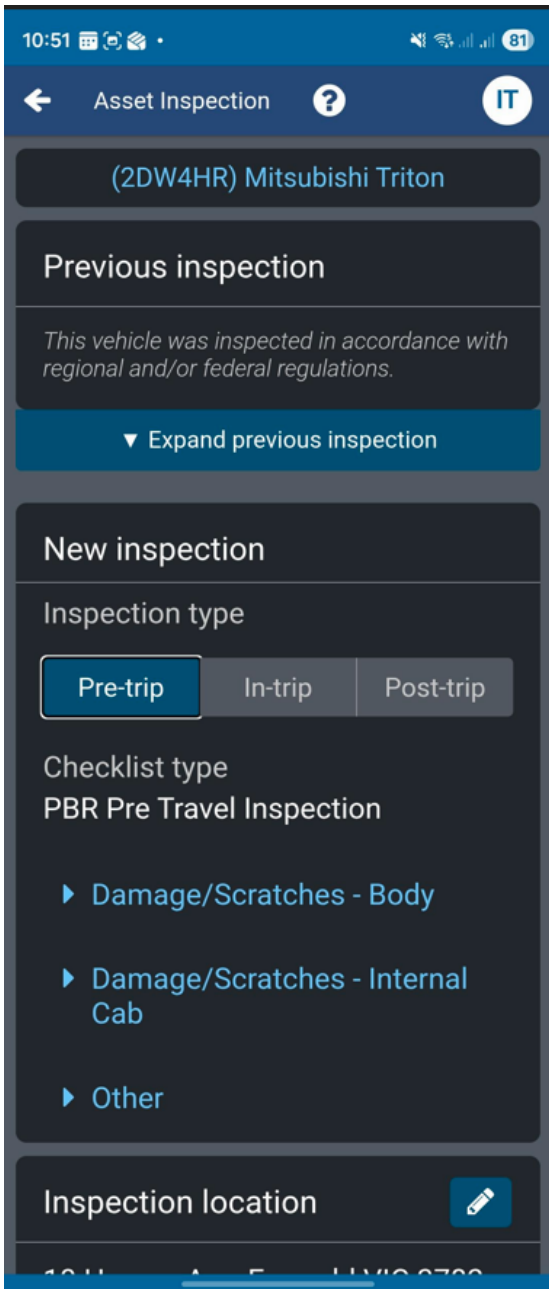 10:51
81
Asset Inspection ?
IT
(2DW4HR) Mitsubishi Triton
Previous inspection
This vehicle was inspected in accordance with
regional and/or federal regulations.
▼ Expand previous inspection
New inspection
Inspection type
Pre-trip In-trip Post-trip
Checklist type
PBR Pre Travel Inspection
Damage/Scratches - Body
Damage/Scratches - Internal
Cab
Other
Inspection location